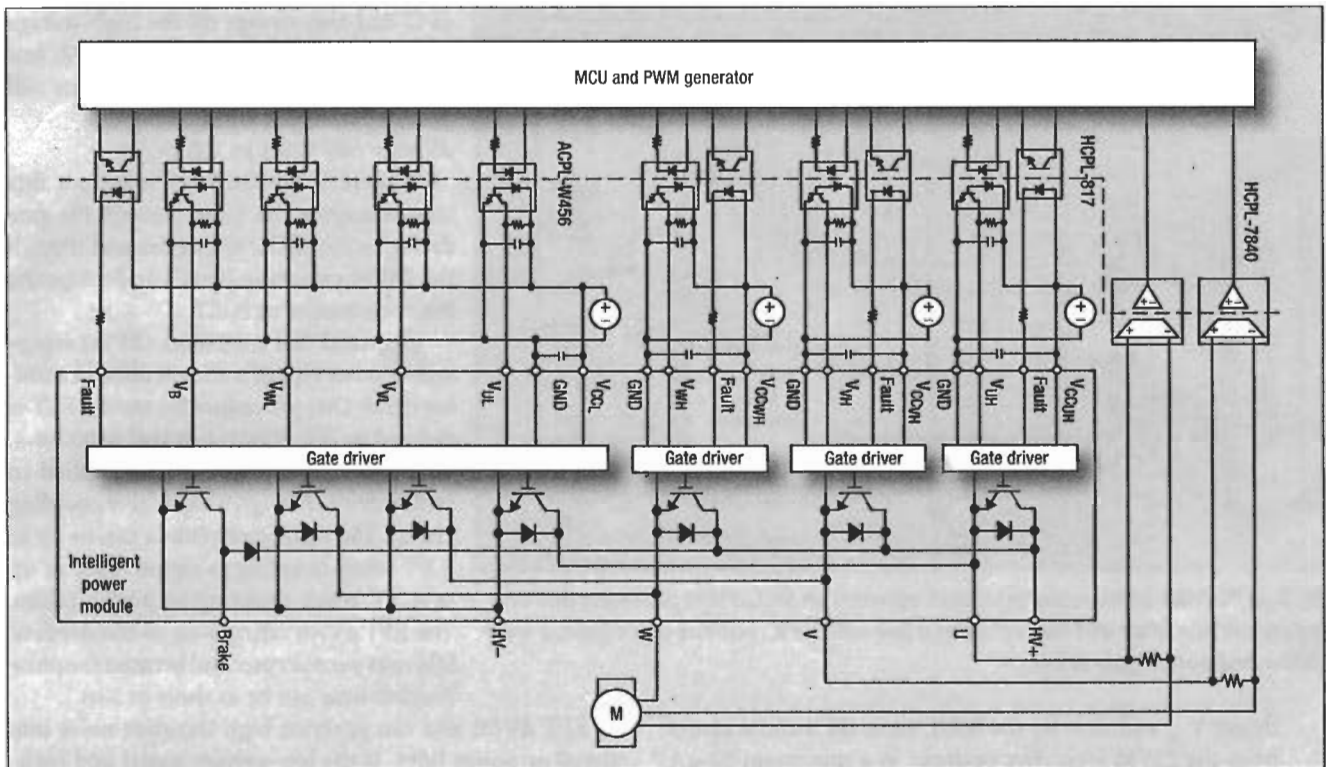 MCU and PWM generator
ACPL-W456
HCPL-817
HCPL-7840
Fault
VB
VWL
VVL
VUL
GND
VCCL
GND
VWH
Fault
VCCWH
GND
VVH
Fault
VCCVH
GND
VUH
Fault
VCCUH
Gate driver
Gate driver
Gate driver
Gate driver
Intelligent
power
module
Brake
HV–
W
V
U
HV+
M